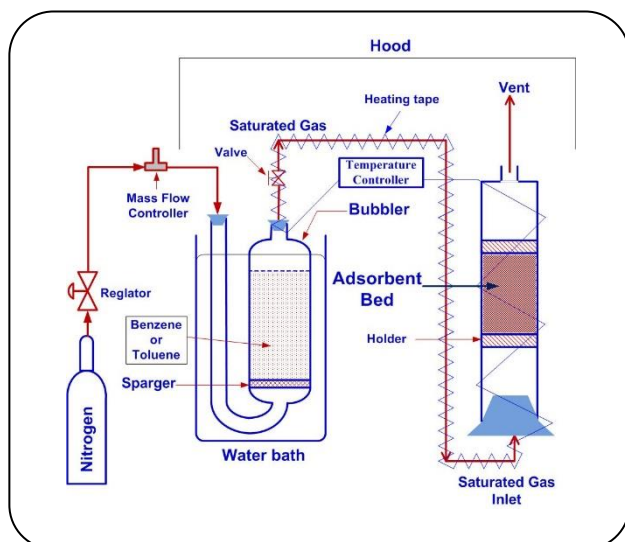 Hood
Vent
Heating tape
Saturated Gas
Valve
Temperature
Controller
Mass Flow
Controller
Bubbler
Reglator
Adsorbent
Bed
Benzene
or
Toluene
Holder
Sparger
Nitrogen
Water bath
Saturated Gas
Inlet